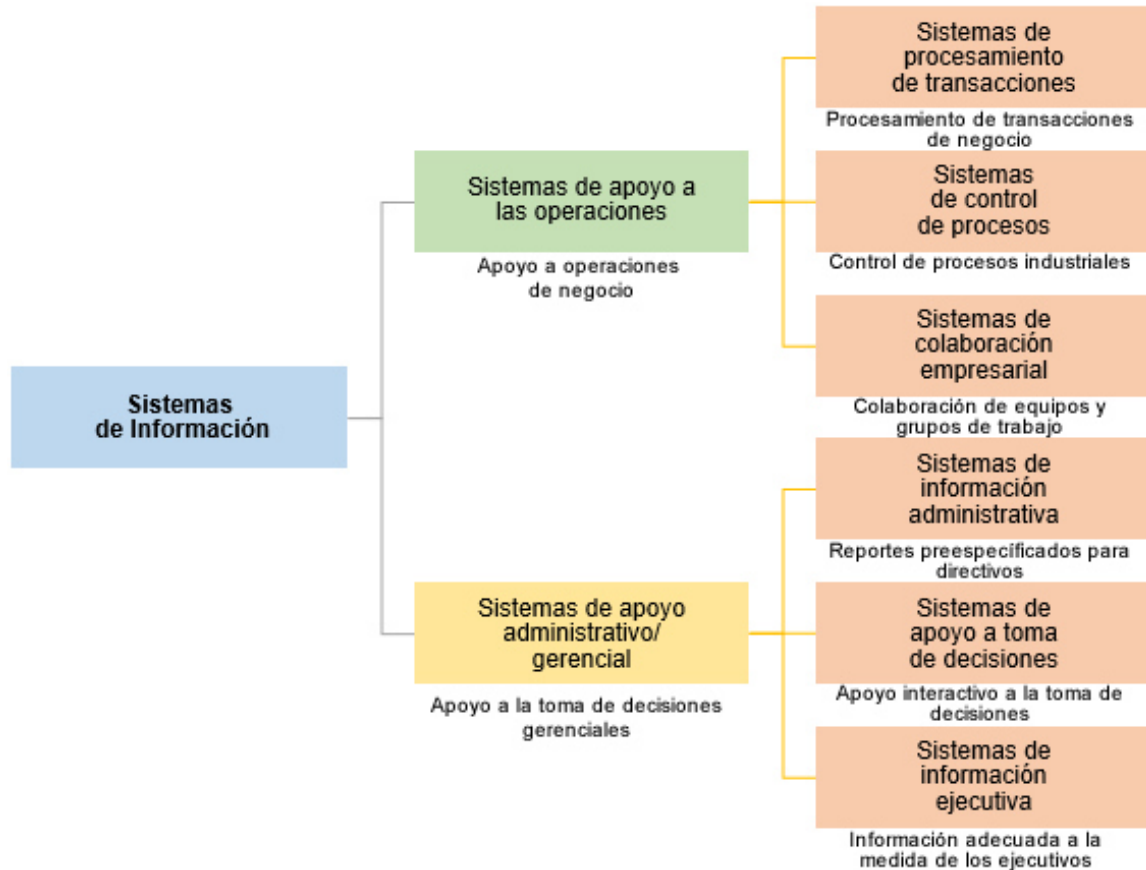 Sistemas
de Información
Sistemas de apoyo a
las operaciones
Apoyo a operaciones
de negocio
Sistemas de
procesamiento
de transacciones
Procesamiento de transacciones
de negocio
Sistemas
de control
de procesos
Control de procesos industriales
Sistemas de
colaboración
empresarial
Colaboración de equipos y
grupos de trabajo
Sistemas de apoyo
administrativo/
gerencial
Apoyo a la toma de decisiones
gerenciales
Sistemas de
información
administrativa
Reportes preespecificados para
directivos
Sistemas de
apoyo a toma
de decisiones
Apoyo interactivo a la toma de
decisiones
Sistemas de
información
ejecutiva
Información adecuada a la
medida de los ejecutivos